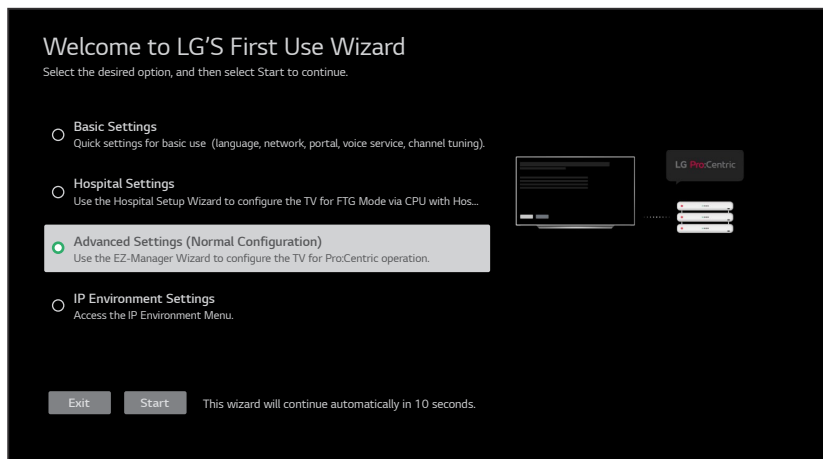 Welcome to LG'S First Use Wizard
Select the desired option, and then select Start to continue.
Basic Settings
Quick settings for basic use (language, network, portal, voice service, channel tuning).
Hospital Settings
Use the Hospital Setup Wizard to configure the TV for FTG Mode via CPU with Hos...
Advanced Settings (Normal Configuration)
Use the EZ-Manager Wizard to configure the TV for Pro:Centric operation.
IP Environment Settings
Access the IP Environment Menu.
LG Pro:Centric
Exit Start This wizard will continue automatically in 10 seconds.